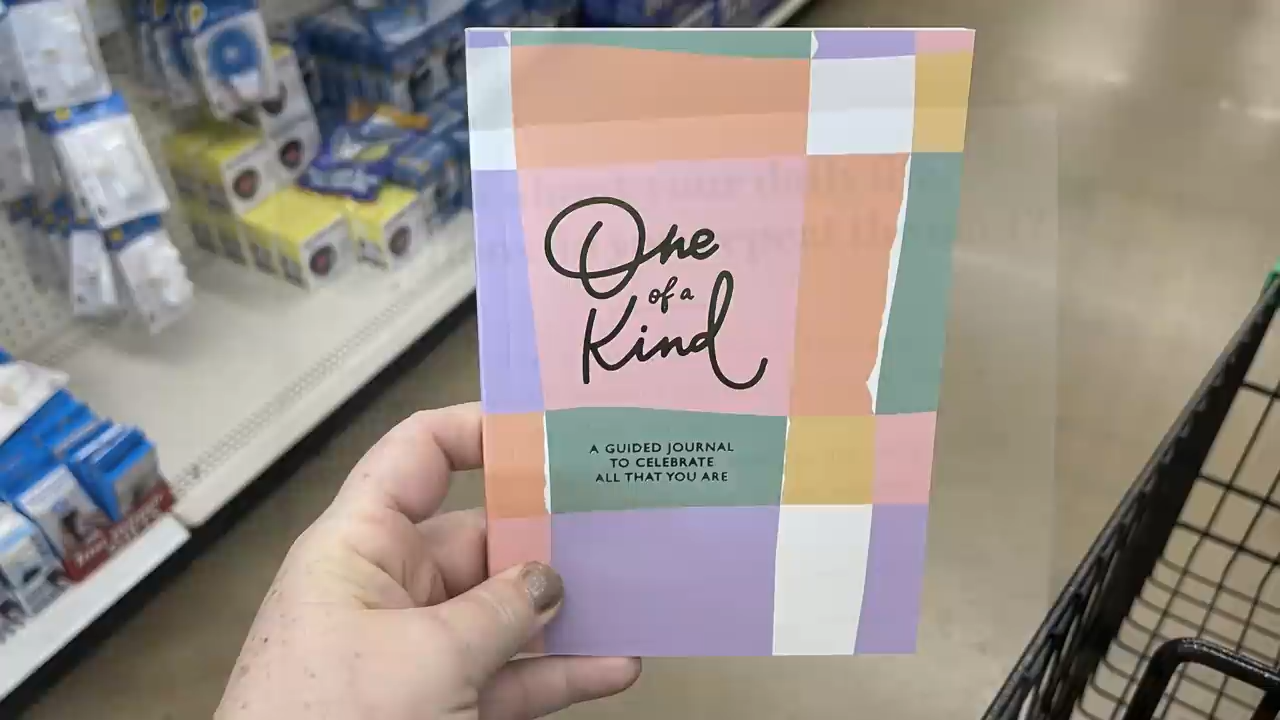 One
of a
Kind
A GUIDED JOURNAL
TO CELEBRATE
ALL THAT YOU ARE